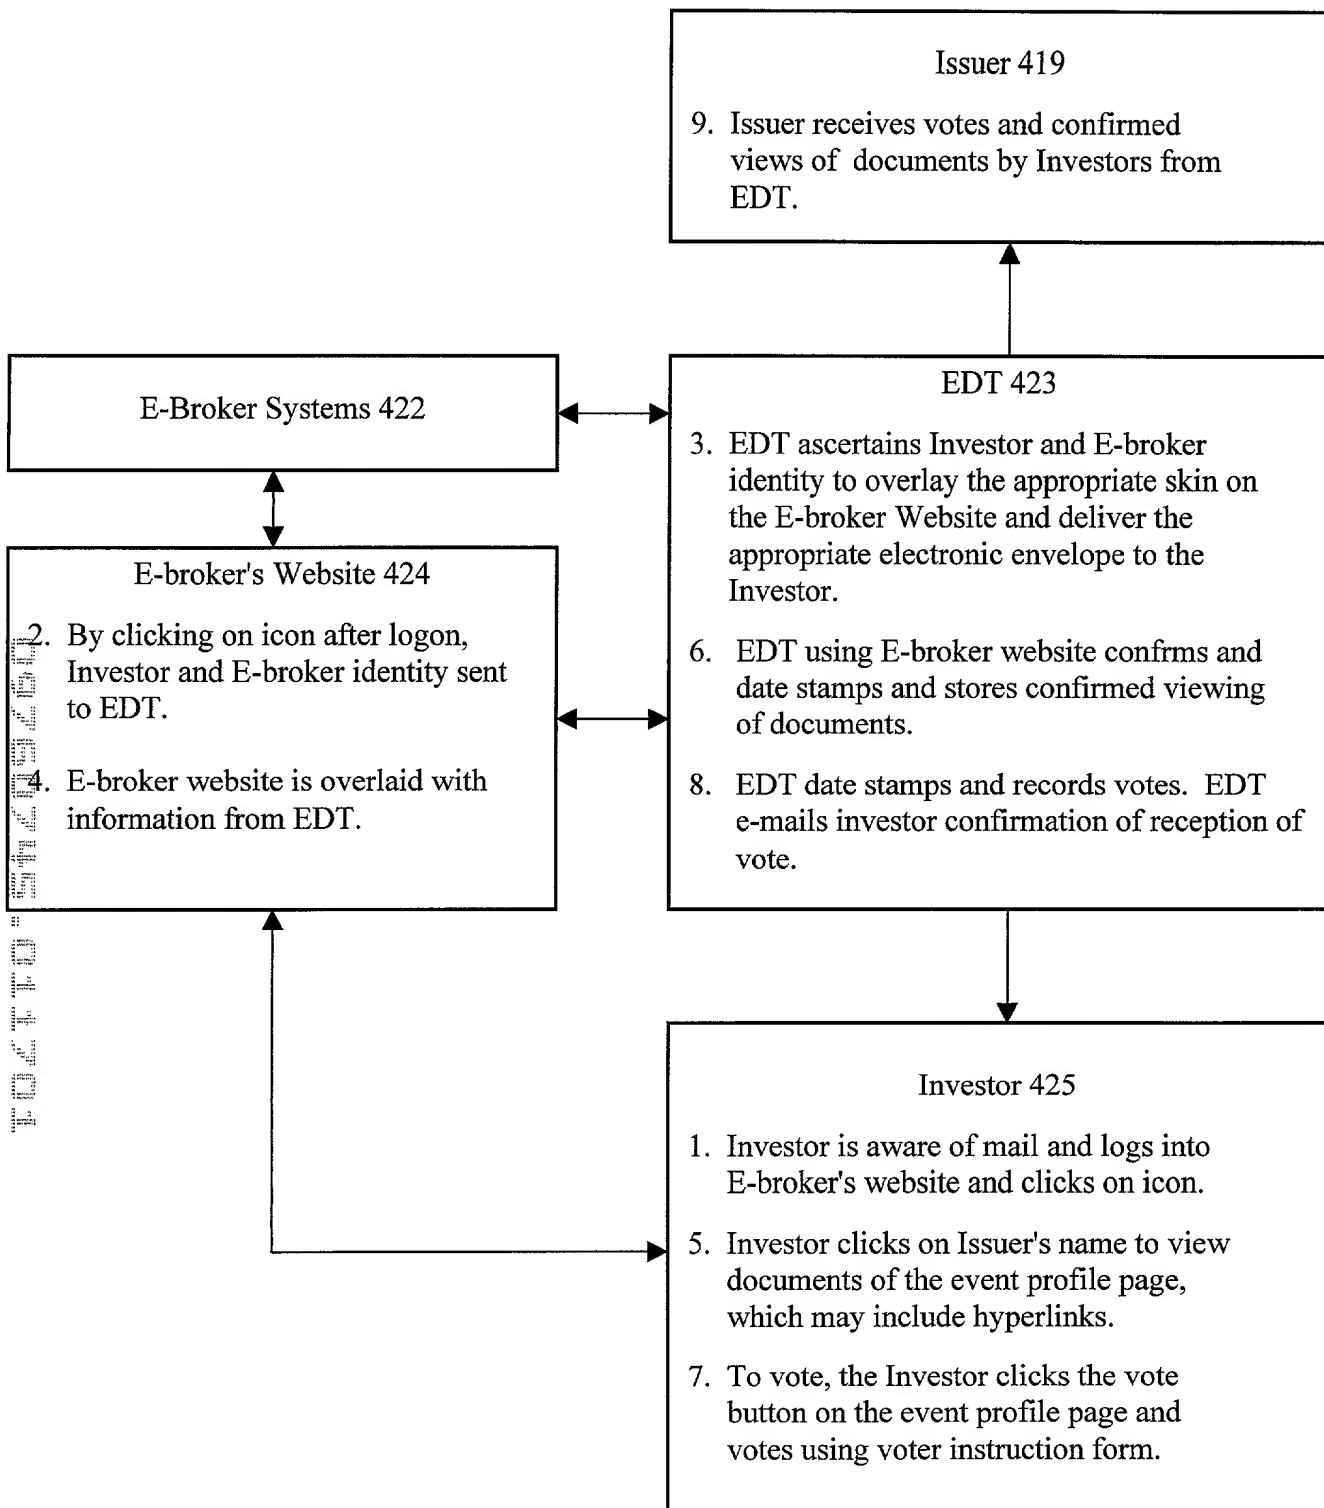 Issuer 419
9. Issuer receives votes and confirmed
views of documents by Investors from
EDT.
E-Broker Systems 422
EDT 423
3. EDT ascertains Investor and E-broker
identity to overlay the appropriate skin on
the E-broker Website and deliver the
appropriate electronic envelope to the
Investor.
6. EDT using E-broker website confrms and
date stamps and stores confirmed viewing
of documents.
8. EDT date stamps and records votes. EDT
e-mails investor confirmation of reception of
vote.
E-broker's Website 424
2. By clicking on icon after logon,
Investor and E-broker identity sent
to EDT.
4. E-broker website is overlaid with
information from EDT.
Investor 425
1. Investor is aware of mail and logs into
E-broker's website and clicks on icon.
5. Investor clicks on Issuer's name to view
documents of the event profile page,
which may include hyperlinks.
7. To vote, the Investor clicks the vote
button on the event profile page and
votes using voter instruction form.